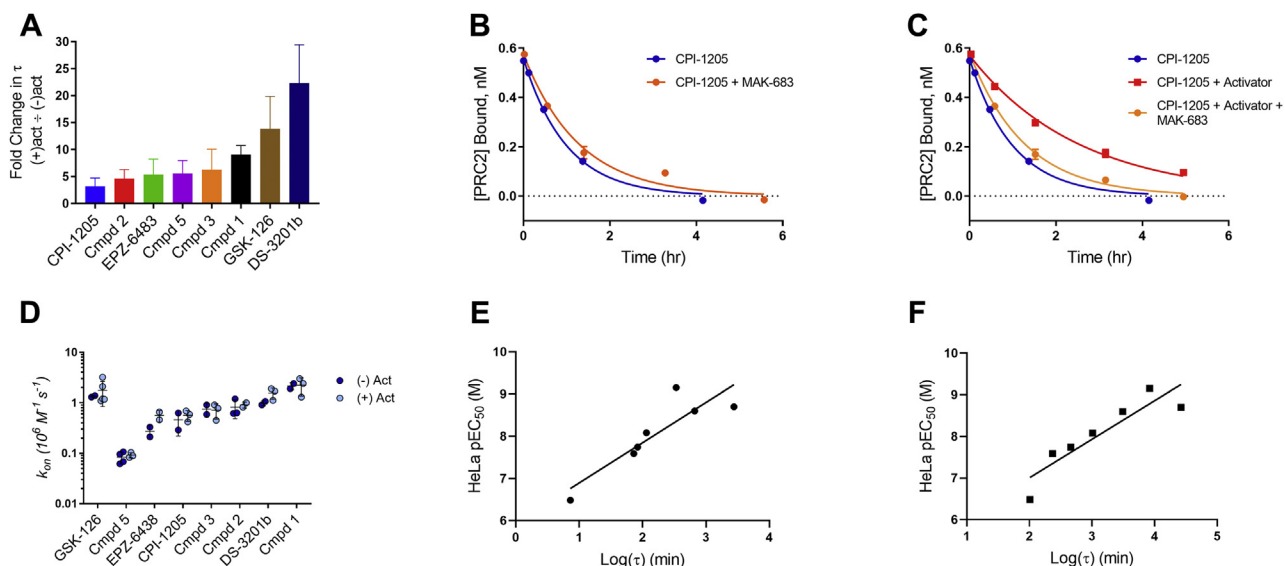 A
Fold Change in τ
(+)act ÷ (-)act
30
25
20
15
10
5
0
CPI-1205
Cmpd 2
EPZ-6483
Cmpd 5
Cmpd 3
Cmpd 1
GSK-126
DS-3201b
B
[PRC2] Bound, nM
0.6
0.4
0.2
0.0
0
2
4
6
Time (hr)
CPI-1205
CPI-1205 + MAK-683
C
[PRC2] Bound, nM
0.6
0.4
0.2
0.0
0
2
4
6
Time (hr)
CPI-1205
CPI-1205 + Activator
CPI-1205 + Activator +
MAK-683
D
kon (10⁶ M⁻¹ s⁻¹)
10
1
0.1
0.01
GSK-126
Cmpd 5
EPZ-6438
CPI-1205
Cmpd 3
Cmpd 2
DS-3201b
Cmpd 1
(-) Act
(+) Act
E
HeLa pEC50 (M)
10
9
8
7
6
0
1
2
3
4
Log(τ) (min)
F
HeLa pEC50 (M)
10
9
8
7
6
1
2
3
4
5
Log(τ) (min)